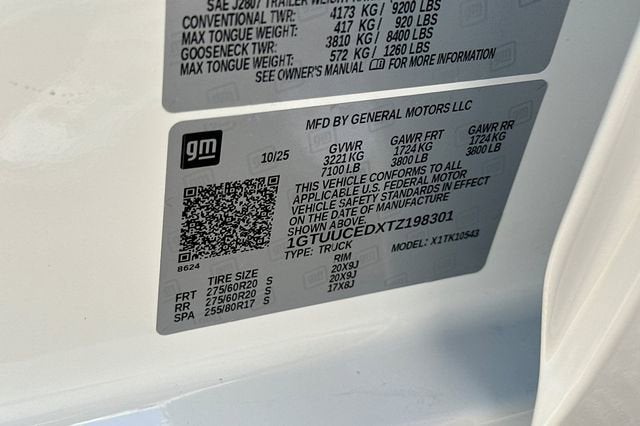 SAE J2807 TRAILER WEIGHT
CONVENTIONAL TWR: 4173 KG/ 9200 LBS
MAX TONGUE WEIGHT: 417 KG/ 920 LBS
GOOSENECK TWR: 3810 KG/ 8400 LBS
MAX TONGUE WEIGHT: 572 KG/ 1260 LBS
SEE OWNER'S MANUAL FOR MORE INFORMATION
MFD BY GENERAL MOTORS LLC
gm
10/25
GVWR GAWR FRT GAWR RR
3221 KG 1724 KG 1724 KG
7100 LB 3800 LB 3800 LB
THIS VEHICLE CONFORMS TO ALL
APPLICABLE U.S. FEDERAL MOTOR
VEHICLE SAFETY STANDARDS IN EFFECT
ON THE DATE OF MANUFACTURE
SHOWN ABOVE.
1GTUUCEDXTZ198301
TYPE: TRUCK MODEL: X1TK10543
8624
TIRE SIZE RIM
FRT 275/60R20 S 20X9J
RR 275/60R20 S 20X9J
SPA 255/80R17 S 17X8J